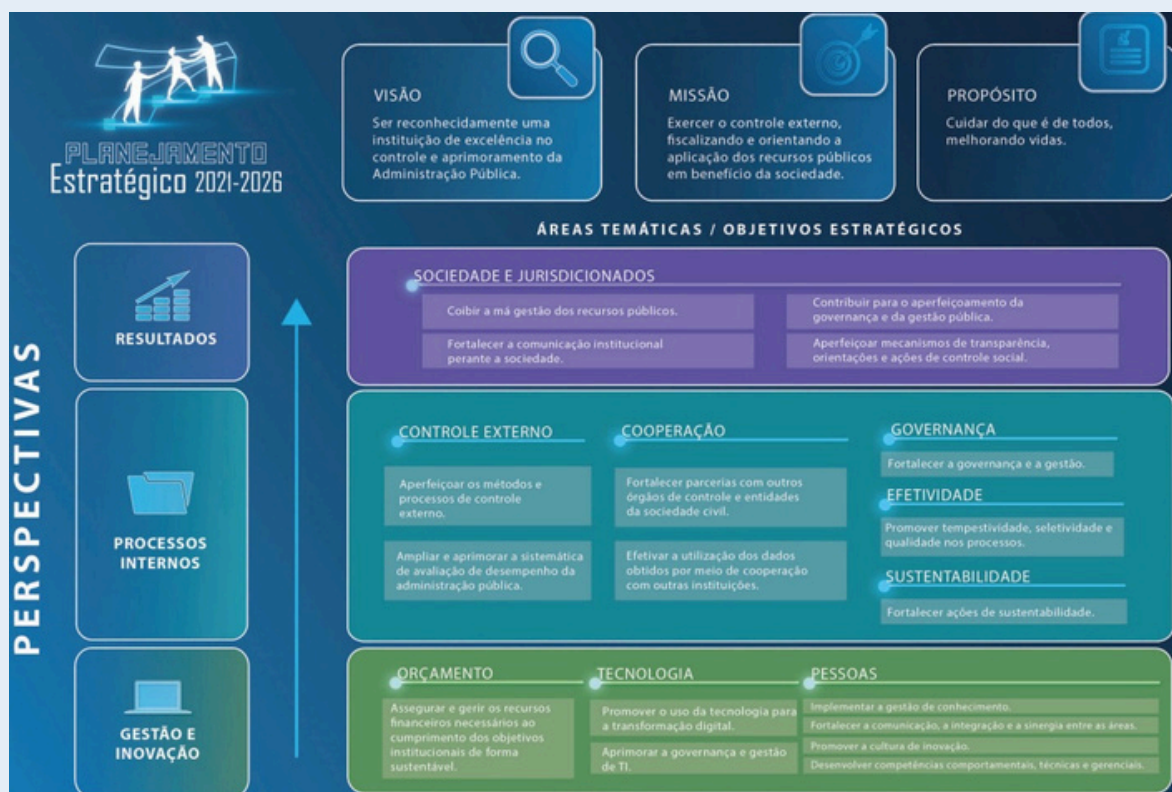 PLANEJAMENTO
Estratégico 2021-2026
VISÃO
Ser reconhecidamente uma
instituição de excelência no
controle e aprimoramento da
Administração Pública.
MISSÃO
Exercer o controle externo,
fiscalizando e orientando a
aplicação dos recursos públicos
em benefício da sociedade.
PROPÓSITO
Cuidar do que é de todos,
melhorando vidas.
ÁREAS TEMÁTICAS / OBJETIVOS ESTRATÉGICOS
PERSPECTIVAS
RESULTADOS
SOCIEDADE E JURISDICIONADOS
Coibir a má gestão dos recursos públicos.
Fortalecer a comunicação institucional
perante a sociedade.
Contribuir para o aperfeiçoamento da
governança e da gestão pública.
Aperfeiçoar mecanismos de transparência,
orientações e ações de controle social.
PROCESSOS
INTERNOS
CONTROLE EXTERNO
Aperfeiçoar os métodos e
processos de controle
externo.
Ampliar e aprimorar a sistemática
de avaliação de desempenho da
administração pública.
COOPERAÇÃO
Fortalecer parcerias com outros
órgãos de controle e entidades
da sociedade civil.
Efetivar a utilização dos dados
obtidos por meio de cooperação
com outras instituições.
GOVERNANÇA
Fortalecer a governança e a gestão.
EFETIVIDADE
Promover tempestividade, seletividade e
qualidade nos processos.
SUSTENTABILIDADE
Fortalecer ações de sustentabilidade.
GESTÃO E
INOVAÇÃO
ORÇAMENTO
Assegurar e gerir os recursos
financeiros necessários ao
cumprimento dos objetivos
institucionais de forma
sustentável.
TECNOLOGIA
Promover o uso da tecnologia para
a transformação digital.
Aprimorar a governança e gestão
de TI.
PESSOAS
Implementar a gestão de conhecimento.
Fortalecer a comunicação, a integração e a sinergia entre as áreas.
Promover a cultura de inovação.
Desenvolver competências comportamentais, técnicas e gerenciais.